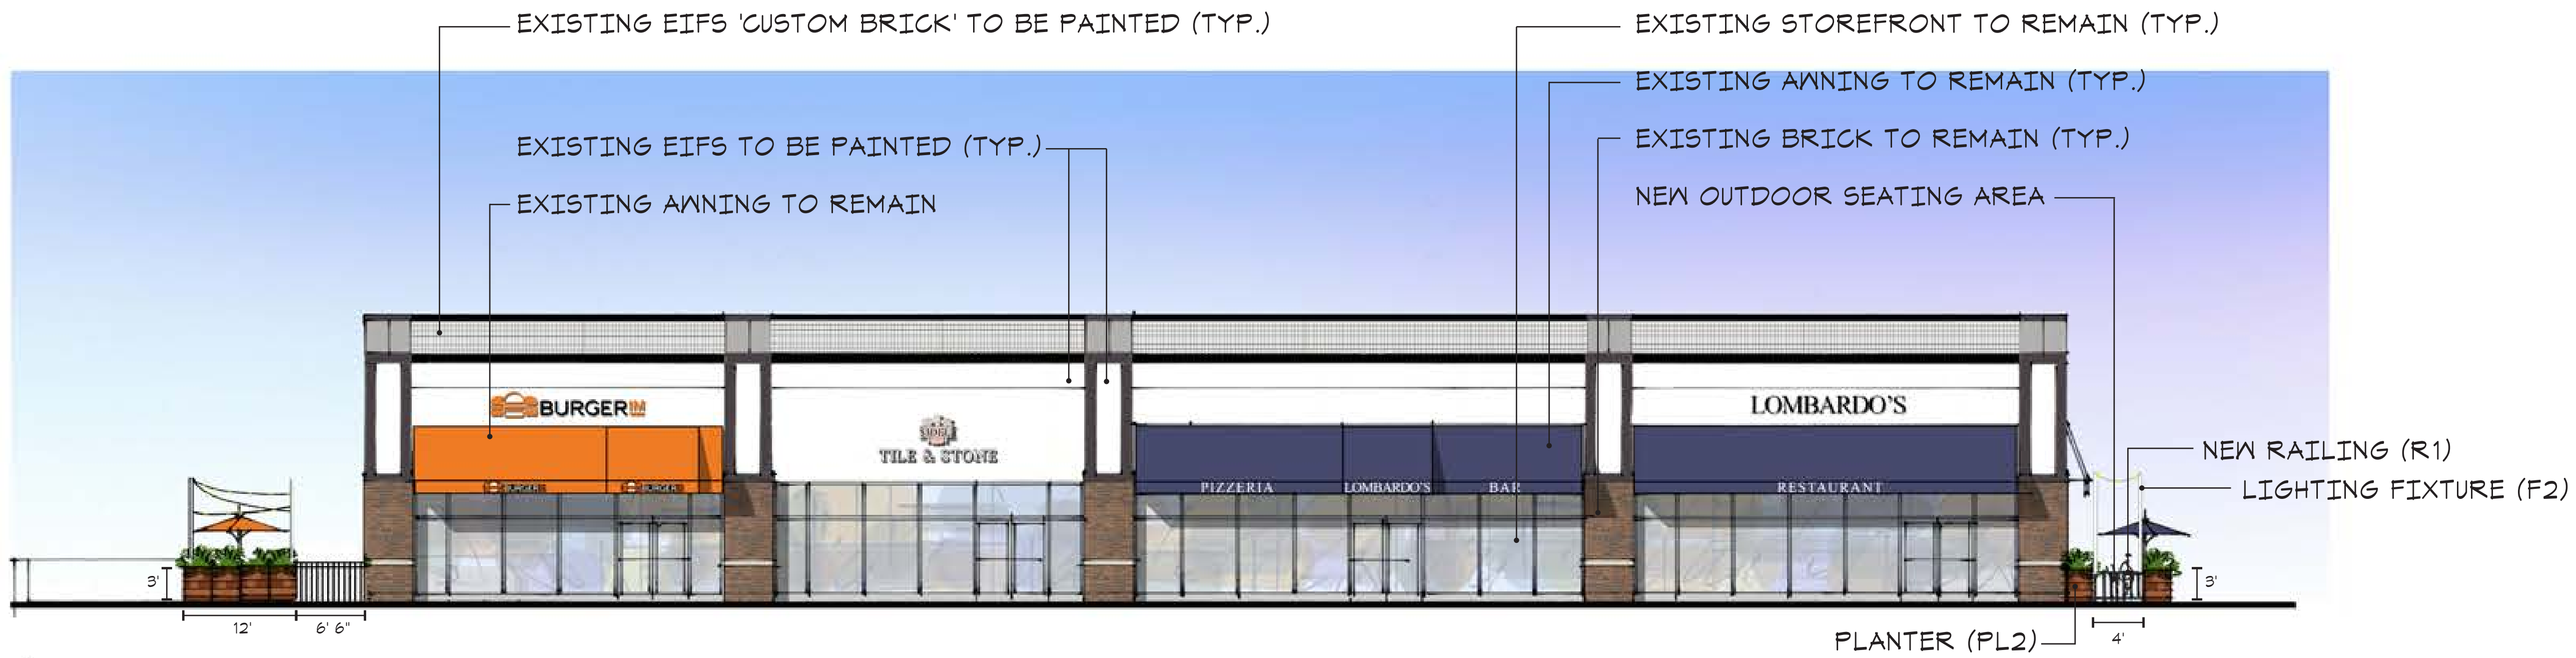 EXISTING EIFS 'CUSTOM BRICK' TO BE PAINTED (TYP.)
EXISTING STOREFRONT TO REMAIN (TYP.)
EXISTING AWNING TO REMAIN (TYP.)
EXISTING EIFS TO BE PAINTED (TYP.)
EXISTING BRICK TO REMAIN (TYP.)
EXISTING AWNING TO REMAIN
NEW OUTDOOR SEATING AREA
BURGERIM
LOMBARDO'S
TILE & STONE
NEW RAILING (R1)
LIGHTING FIXTURE (F2)
BURGERIM
BURGERIM
PIZZERIA
LOMBARDO'S
BAR
RESTAURANT
3'
3'
12'
6' 6"
4'
PLANTER (PL2)